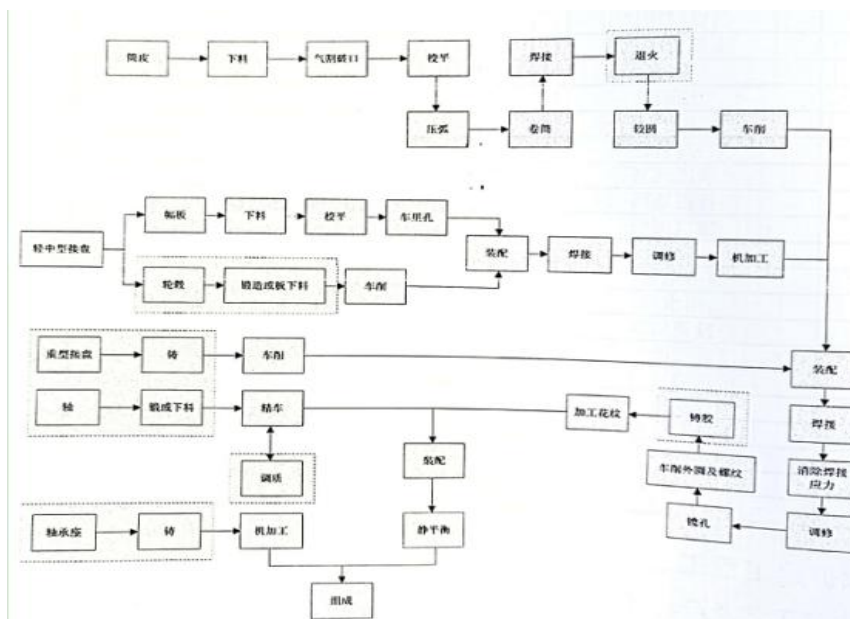 筒皮
下料
气割破口
校平
焊接
退火
压弧
卷筒
较圆
车削
轻中型接盘
幅板
下料
校平
车里孔
轮毂
锻造或板下料
车削
装配
焊接
调修
机加工
重型接盘
铸
车削
装配
轴
锻或下料
精车
加工花纹
铸胶
焊接
调质
装配
车削外圆及螺纹
消除焊接
应力
轴承座
铸
机加工
静平衡
镗孔
调修
组成